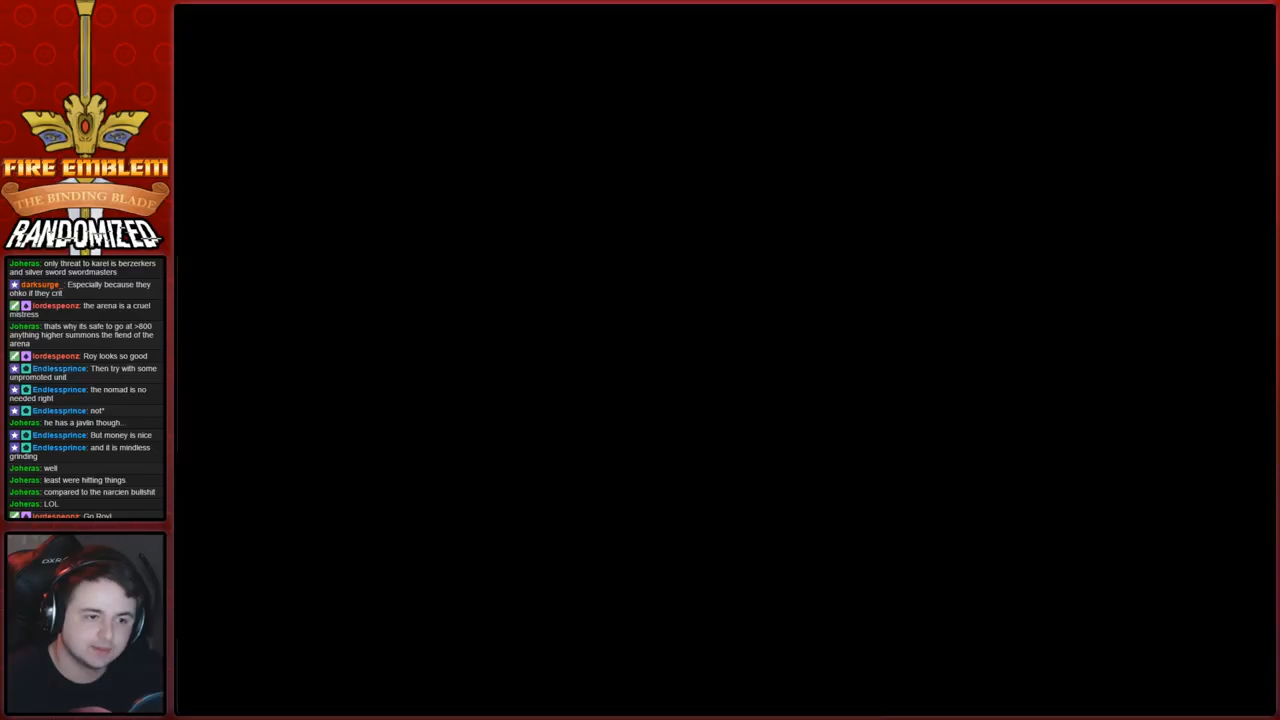 FIRE EMBLEM
THE BINDING BLADE
RANDOMIZED
Joheras: only threat to karel is berzerkers
and silver sword swordmasters
darksurge_: Especially because they
ohko if they crit
lordespeonz: the arena is a cruel
mistress
Joheras: thats why its safe to go at >800
anything higher summons the fiend of the
arena
lordespeonz: Roy looks so good
Endlessprince: Then try with some
unpromoted unit
Endlessprince: the nomad is no
needed right
Endlessprince: not*
Joheras: he has a javlin though...
Endlessprince: But money is nice
Endlessprince: and it is mindless
grinding
Joheras: well
Joheras: least were hitting things
Joheras: compared to the narcien bullshit
Joheras: LOL
lordespeonz: Go Roy!